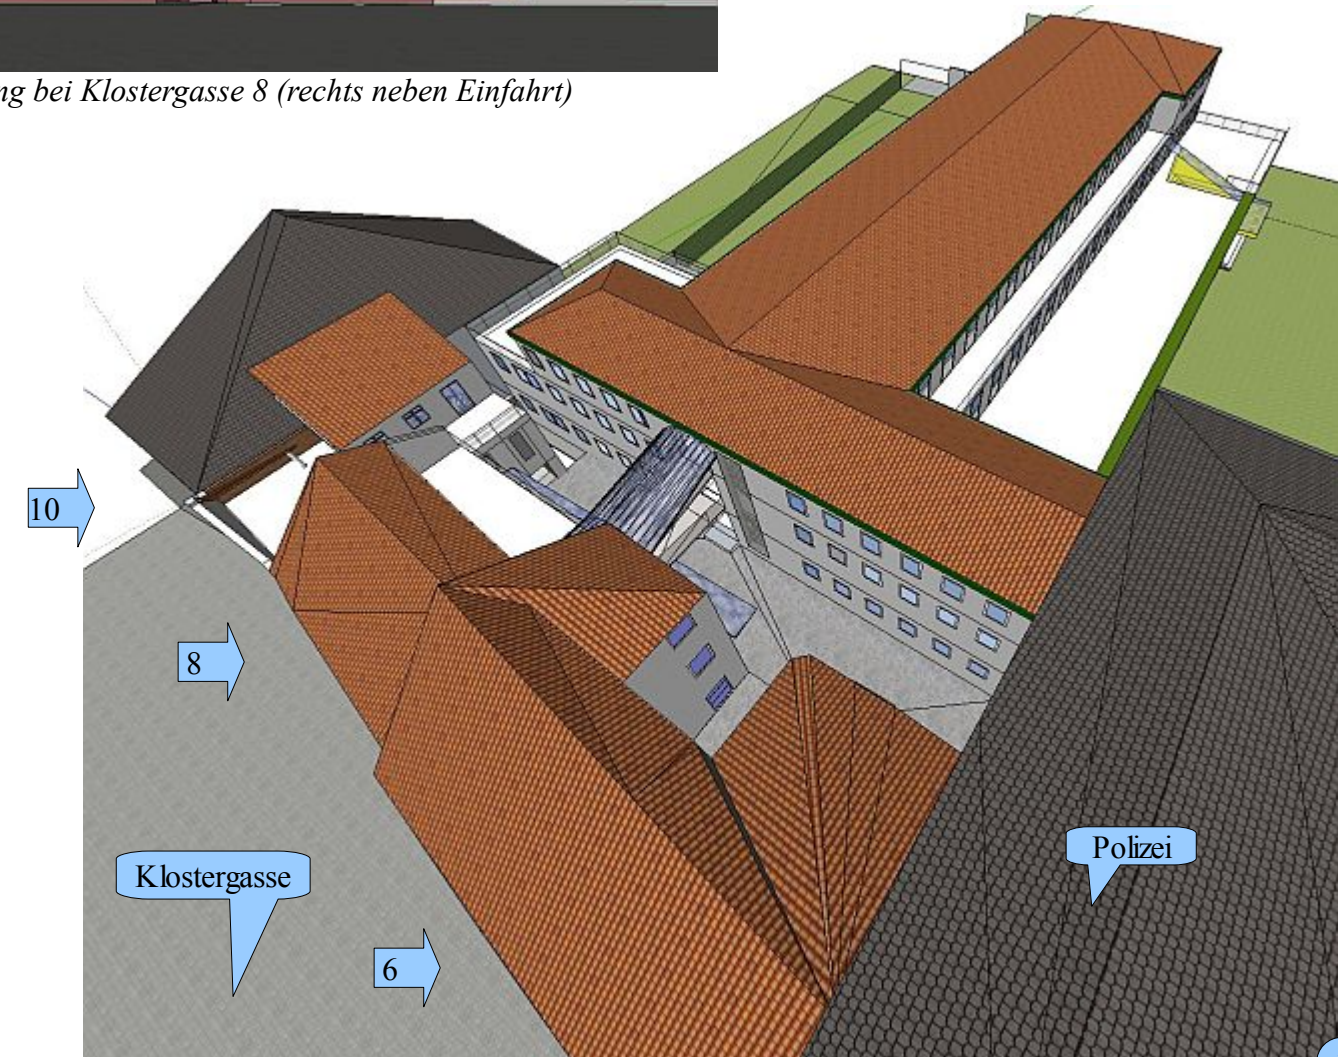 ng bei Klostergasse 8 (rechts neben Einfahrt)
10
8
Klostergasse
Polizei
6